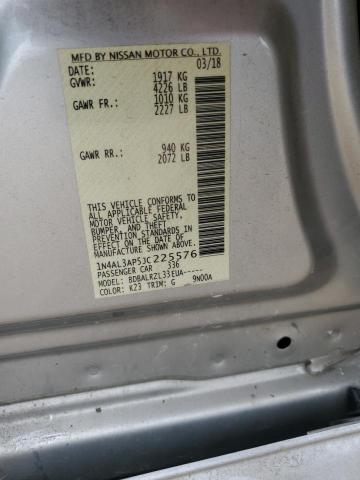 MFD BY NISSAN MOTOR CO., LTD.
DATE: 03/18
GVWR: 1917 KG
4226 LB
GAWR FR.: 1010 KG
2227 LB
GAWR RR.: 940 KG
2072 LB
THIS VEHICLE CONFORMS TO
ALL APPLICABLE FEDERAL
MOTOR VEHICLE SAFETY,
BUMPER, AND THEFT
PREVENTION STANDARDS IN
EFFECT ON THE DATE OF
MANUFACTURE SHOWN ABOVE.
1N4AL3AP5JC225576
PASSENGER CAR 336
MODEL: BDBALRZL33EUA-----
COLOR: K23 TRIM: G 9N00A